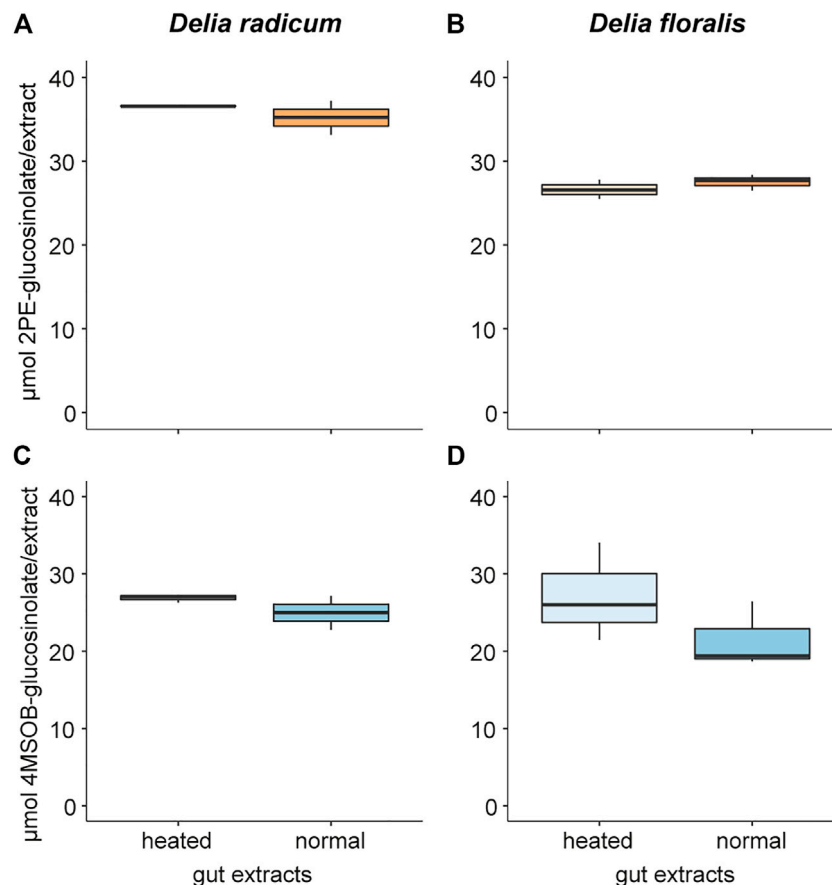 A Delia radicum
B Delia floralis
µmol 2PE-glucosinolate/extract
40
30
20
10
0
40
30
20
10
0
C
D
µmol 4MSOB-glucosinolate/extract
40
30
20
10
0
40
30
20
10
0
heated normal
heated normal
gut extracts
gut extracts